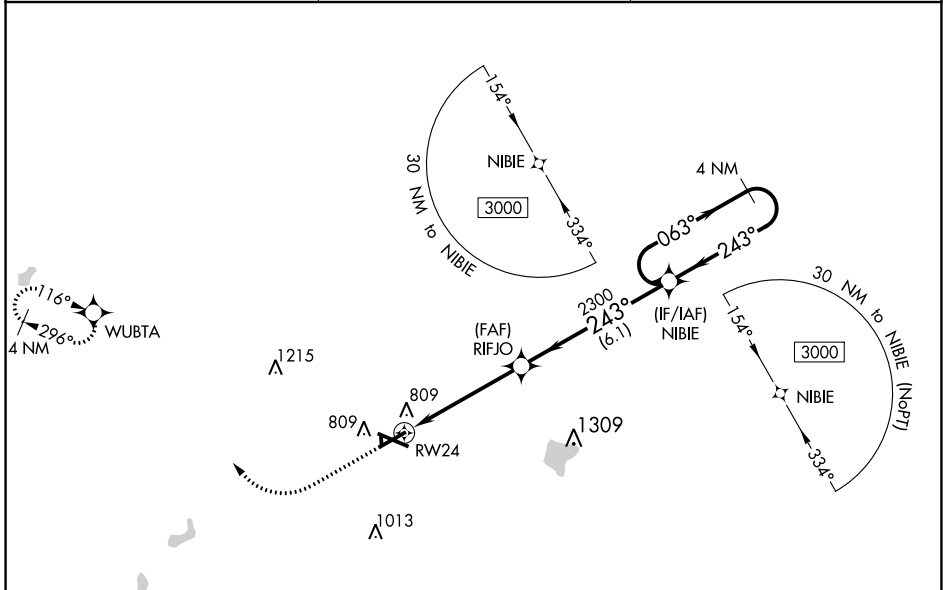 154°
NIBIE
3000
334°
30 NM to NIBIE
4 NM
063°
243°
(IF/IAF)
NIBIE
2300
243°
(6.1)
(FAF)
RIFJO
30 NM to NIBIE (NoPT)
154°
3000
NIBIE
334°
116°
296°
4 NM
WUBTA
1215
809
809
RW24
1309
1013